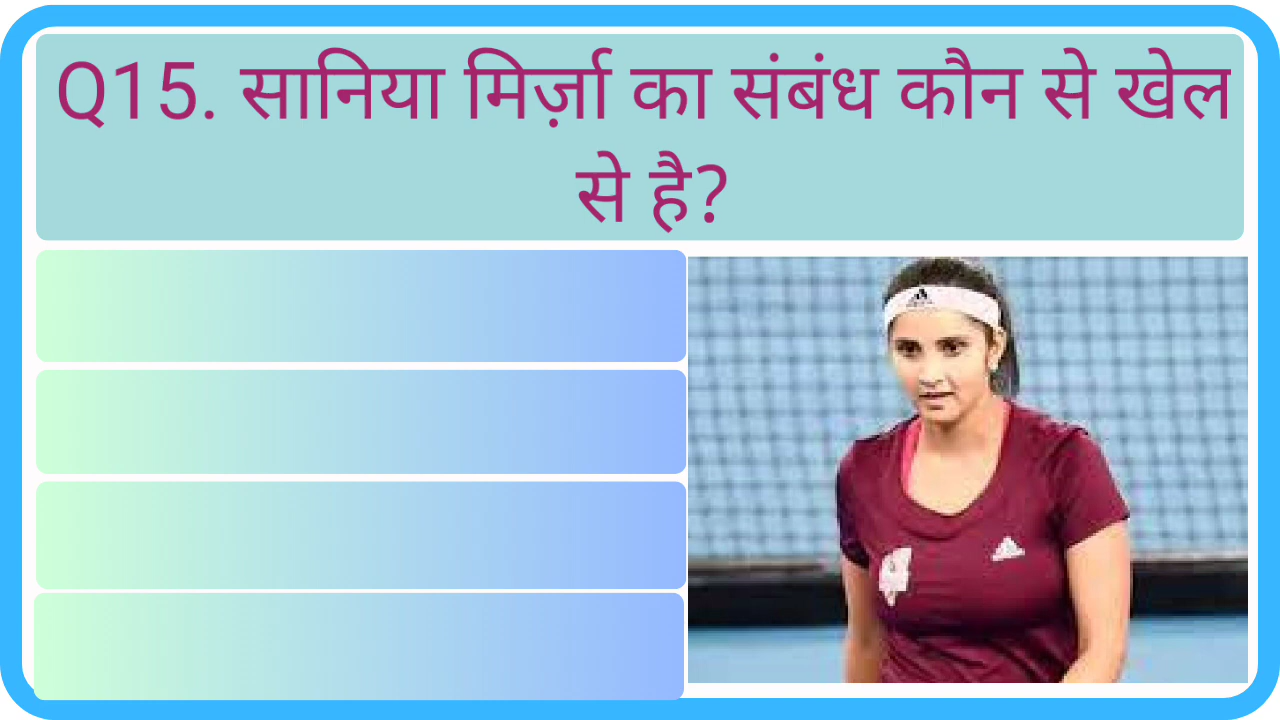 Q15. सानिया मिर्ज़ा का संबंध कौन से खेल
से है?